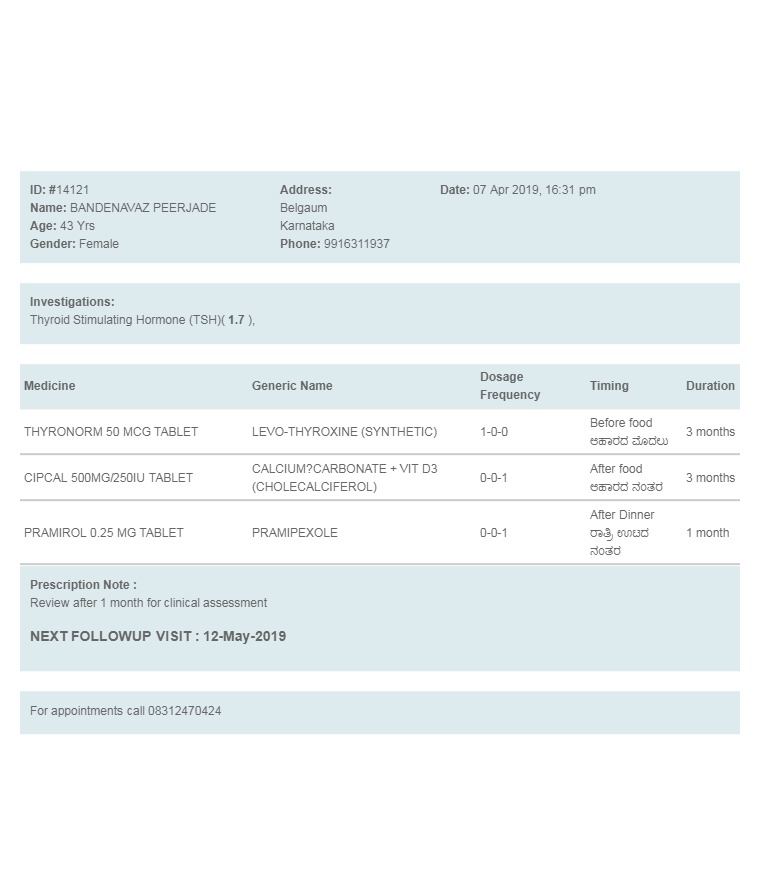 ID: #14121
Name: BANDENAVAZ PEERJADE
Age: 43 Yrs
Gender: Female
Address:
Belgaum
Karnataka
Phone: 9916311937
Date: 07 Apr 2019, 16:31 pm
Investigations:
Thyroid Stimulating Hormone (TSH)( 1.7 ),
Medicine Generic Name Dosage Frequency Timing Duration
THYRONORM 50 MCG TABLET LEVO-THYROXINE (SYNTHETIC) 1-0-0 Before food 3 months
ಆಹಾರದ ಮೊದಲು
CIPCAL 500MG/250IU TABLET CALCIUM?CARBONATE + VIT D3 0-0-1 After food 3 months
(CHOLECALCIFEROL) ಆಹಾರದ ನಂತರ
PRAMIROL 0.25 MG TABLET PRAMIPEXOLE 0-0-1 After Dinner 1 month
ರಾತ್ರಿ ಊಟದ
ನಂತರ
Prescription Note :
Review after 1 month for clinical assessment
NEXT FOLLOWUP VISIT : 12-May-2019
For appointments call 08312470424